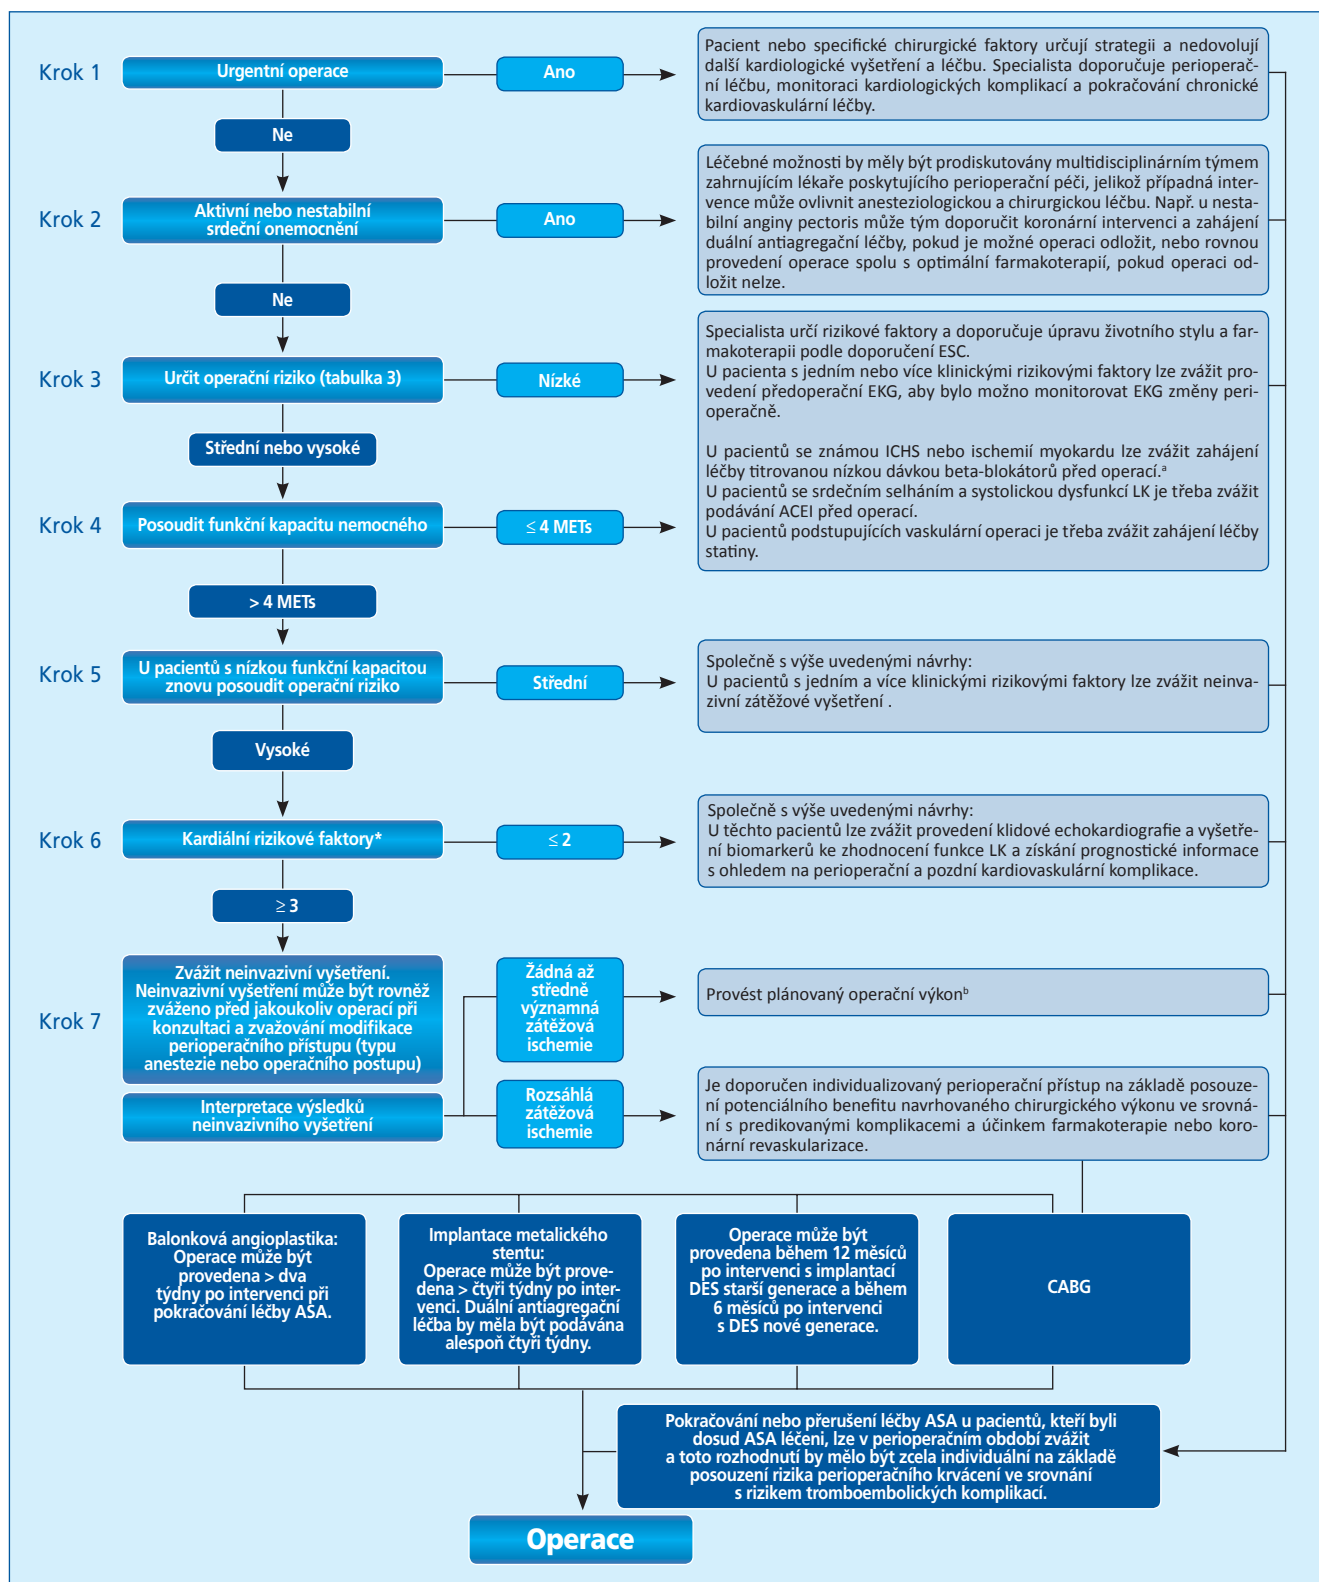 Krok 1
Urgentní operace
Ano
Pacient nebo specifické chirurgické faktory určují strategii a nedovolují
další kardiologické vyšetření a léčbu. Specialista doporučuje perioperač-
ní léčbu, monitoraci kardiologických komplikací a pokračování chronické
kardiovaskulární léčby.
Ne
Krok 2
Aktivní nebo nestabilní
srdeční onemocnění
Ano
Léčebné možnosti by měly být prodiskutovány multidisciplinárním týmem
zahrnujícím lékaře poskytujícího perioperační péči, jelikož případná inter-
vence může ovlivnit anesteziologickou a chirurgickou léčbu. Např. u nesta-
bilní anginy pectoris může tým doporučit koronární intervenci a zahájení
duální antiagregační léčby, pokud je možné operaci odložit, nebo rovnou
provedení operace spolu s optimální farmakoterapií, pokud operaci od-
ložit nelze.
Ne
Krok 3
Určit operační riziko (tabulka 3)
Nízké
Specialista určí rizikové faktory a doporučuje úpravu životního stylu a far-
makoterapii podle doporučení ESC.
U pacienta s jedním nebo více klinickými rizikovými faktory lze zvážit pro-
vedení předoperační EKG, aby bylo možno monitorovat EKG změny peri-
operačně.
U pacientů se známou ICHS nebo ischemií myokardu lze zvážit zahájení
léčby titrovanou nízkou dávkou beta-blokátorů před operací.ᵃ
U pacientů se srdečním selháním a systolickou dysfunkcí LK je třeba zvážit
podávání ACEI před operací.
U pacientů podstupujících vaskulární operaci je třeba zvážit zahájení léčby
statiny.
Střední nebo vysoké
Krok 4
Posoudit funkční kapacitu nemocného
≤ 4 METs
> 4 METs
Krok 5
U pacientů s nízkou funkční kapacitou
znovu posoudit operační riziko
Střední
Společně s výše uvedenými návrhy:
U pacientů s jedním a více klinickými rizikovými faktory lze zvážit neinva-
zivní zátěžové vyšetření .
Vysoké
Krok 6
Kardiální rizikové faktory*
≤ 2
Společně s výše uvedenými návrhy:
U těchto pacientů lze zvážit provedení klidové echokardiografie a vyšetře-
ní biomarkerů ke zhodnocení funkce LK a získání prognostické informace
s ohledem na perioperační a pozdní kardiovaskulární komplikace.
≥ 3
Krok 7
Zvážit neinvazivní vyšetření.
Neinvazivní vyšetření může být rovněž
zváženo před jakoukoliv operací při
konzultaci a zvažování modifikace
perioperačního přístupu (typu
anestezie nebo operačního postupu)
Žádná až
středně
významná
zátěžová
ischemie
Provést plánovaný operační výkonᵇ
Interpretace výsledků
neinvazivního vyšetření
Rozsáhlá
zátěžová
ischemie
Je doporučen individualizovaný perioperační přístup na základě posouze-
ní potenciálního benefitu navrhovaného chirurgického výkonu ve srovná-
ní s predikovanými komplikacemi a účinkem farmakoterapie nebo koro-
nární revaskularizace.
Balonková angioplastika:
Operace může být
provedena > dva
týdny po intervenci při
pokračování léčby ASA.
Implantace metalického
stentu:
Operace může být prove-
dena > čtyři týdny po inter-
venci. Duální antiagregační
léčba by měla být podávána
alespoň čtyři týdny.
Operace může být
provedena během 12 měsíců
po intervenci s implantací
DES starší generace a během
6 měsíců po intervenci
s DES nové generace.
CABG
Pokračování nebo přerušení léčby ASA u pacientů, kteří byli
dosud ASA léčeni, lze v perioperačním období zvážit
a toto rozhodnutí by mělo být zcela individuální na základě
posouzení rizika perioperačního krvácení ve srovnání
s rizikem tromboembolických komplikací.
Operace